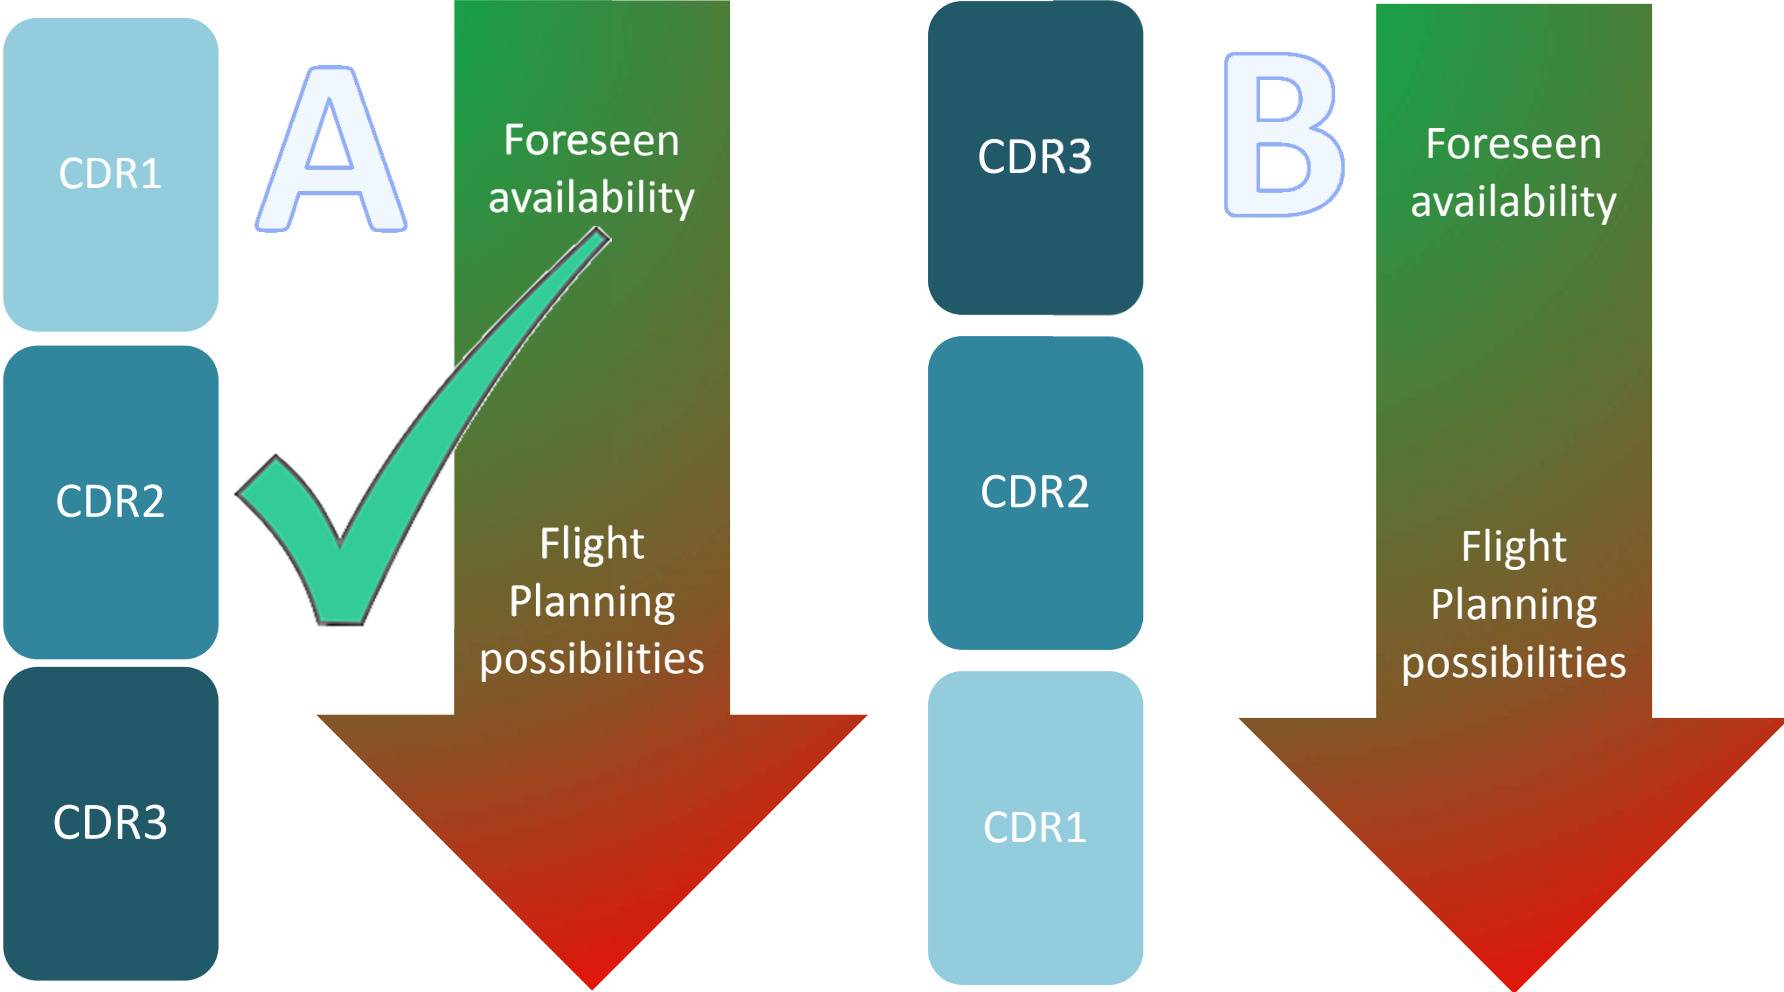 CDR1
CDR2
CDR3
A
Foreseen
availability
Flight
Planning
possibilities
CDR3
CDR2
CDR1
B
Foreseen
availability
Flight
Planning
possibilities